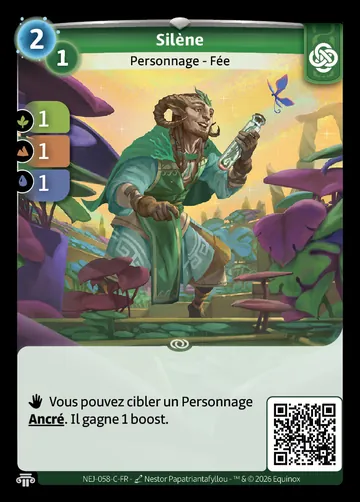 2
1
Silène
Personnage - Fée
1
1
1
Vous pouvez cibler un Personnage
Ancré. Il gagne 1 boost.
NEJ-058-C-FR - Nestor Papatriantafyllou - ™ & © 2026 Equinox